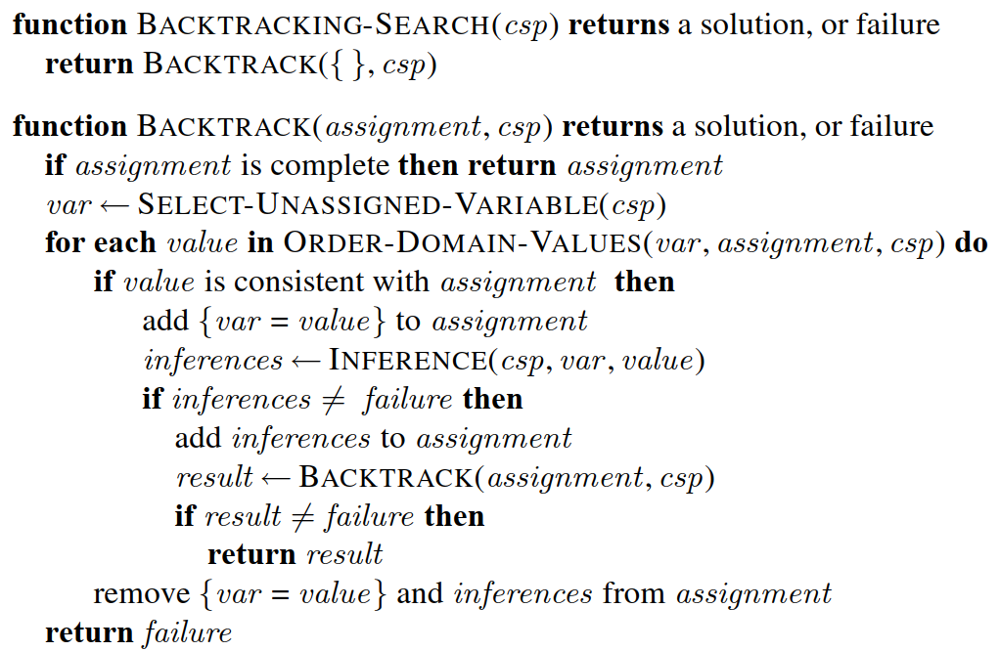 function BACKTRACKING-SEARCH(csp) returns a solution, or failure
return BACKTRACK({ }, csp)
function BACKTRACK(assignment, csp) returns a solution, or failure
if assignment is complete then return assignment
var ← SELECT-UNASSIGNED-VARIABLE(csp)
for each value in ORDER-DOMAIN-VALUES(var, assignment, csp) do
if value is consistent with assignment then
add {var = value} to assignment
inferences ← INFERENCE(csp, var, value)
if inferences ≠ failure then
add inferences to assignment
result ← BACKTRACK(assignment, csp)
if result ≠ failure then
return result
remove {var = value} and inferences from assignment
return failure